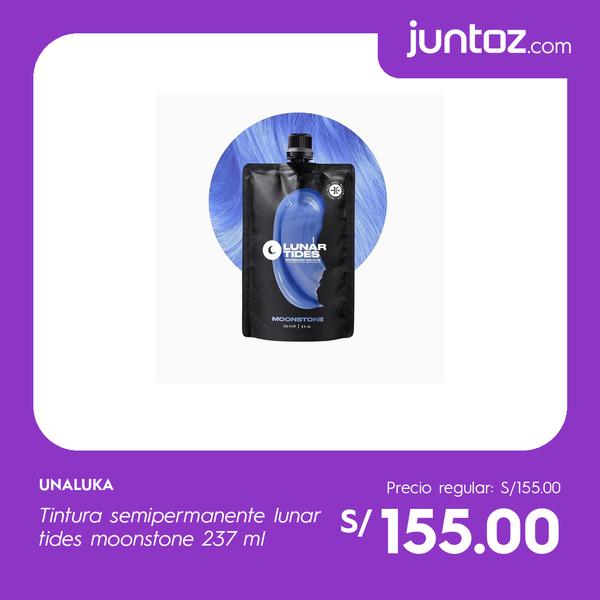 juntoz.com
LUNAR
TIDES
MOONSTONE
UNALUKA
Tintura semipermanente lunar
tides moonstone 237 ml
Precio regular: S/155.00
S/155.00